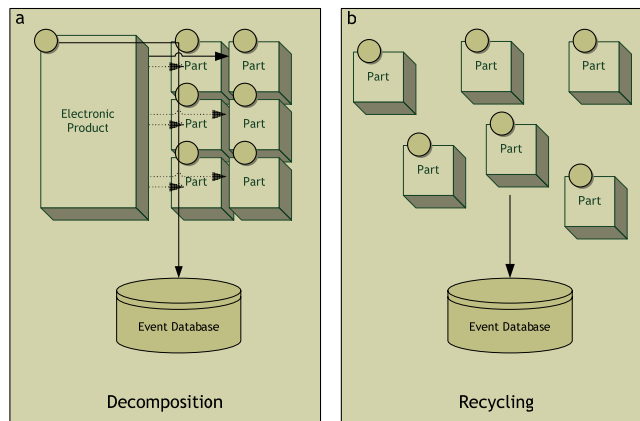 a
Electronic
Product
Part
Part
Part
Part
Part
Part
Event Database
Decomposition
b
Part
Part
Part
Part
Part
Part
Event Database
Recycling